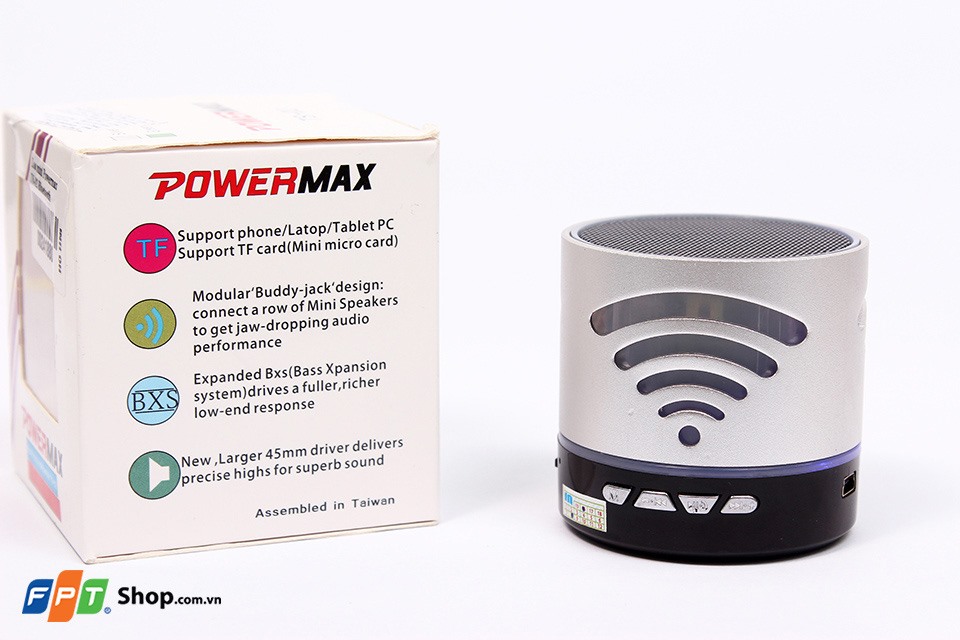 POWERMAX
TF
Support phone/Latop/Tablet PC
Support TF card(Mini micro card)
Modular‘Buddy-jack‘design:
connect a row of Mini Speakers
to get jaw-dropping audio
performance
BXS
Expanded Bxs(Bass Xpansion
system)drives a fuller,richer
low-end response
New ,Larger 45mm driver delivers
precise highs for superb sound
Assembled in Taiwan
POWERMAX
FPT Shop.com.vn